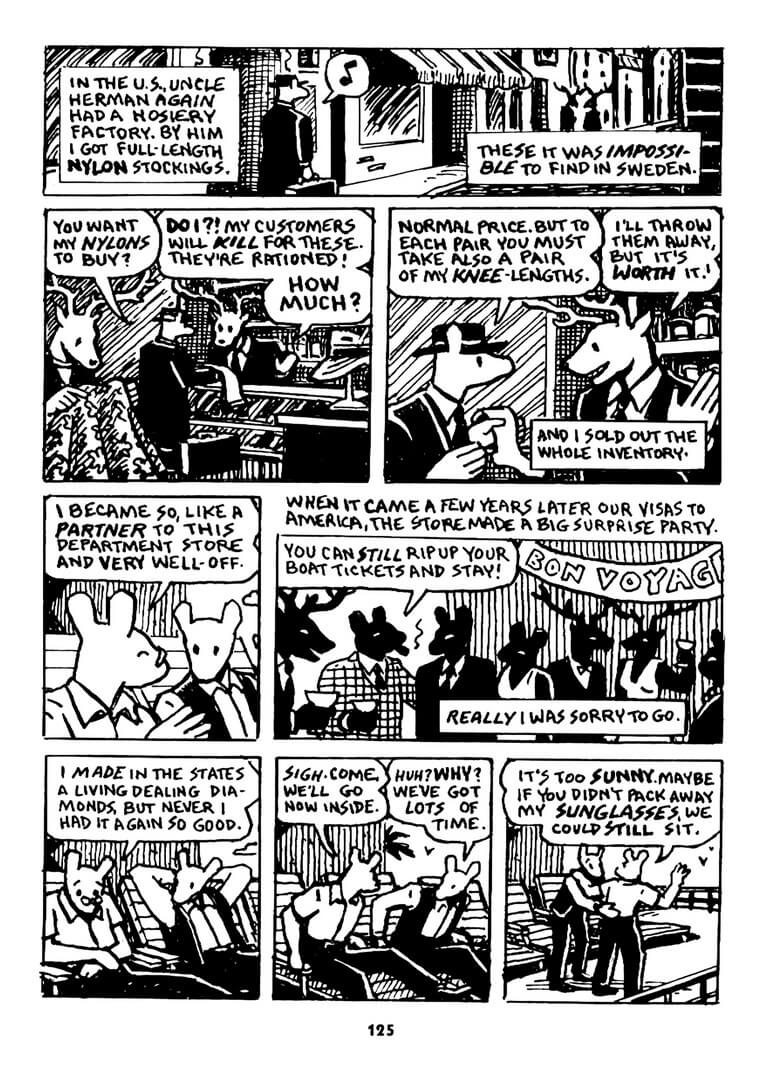 IN THE U.S., UNCLE
HERMAN AGAIN
HAD A HOSIERY
FACTORY. BY HIM
I GOT FULL-LENGTH
NYLON STOCKINGS.
THESE IT WAS IMPOSSI-
BLE TO FIND IN SWEDEN.
YOU WANT
MY NYLONS
TO BUY?
DO I?! MY CUSTOMERS
WILL KILL FOR THESE.
THEY'RE RATIONED!
HOW
MUCH?
NORMAL PRICE. BUT TO
EACH PAIR YOU MUST
TAKE ALSO A PAIR
OF MY KNEE-LENGTHS.
I'LL THROW
THEM AWAY,
BUT IT'S
WORTH IT!
AND I SOLD OUT THE
WHOLE INVENTORY.
I BECAME SO, LIKE A
PARTNER TO THIS
DEPARTMENT STORE
AND VERY WELL-OFF.
WHEN IT CAME A FEW YEARS LATER OUR VISAS TO
AMERICA, THE STORE MADE A BIG SURPRISE PARTY.
YOU CAN STILL RIP UP YOUR
BOAT TICKETS AND STAY!
BON VOYAG
REALLY I WAS SORRY TO GO.
I MADE IN THE STATES
A LIVING DEALING DIA-
MONDS, BUT NEVER I
HAD IT AGAIN SO GOOD.
SIGH. COME,
WE'LL GO
NOW INSIDE.
HUH? WHY?
WE'VE GOT
LOTS OF
TIME.
IT'S TOO SUNNY. MAYBE
IF YOU DIDN'T PACK AWAY
MY SUNGLASSES, WE
COULD STILL SIT.
125